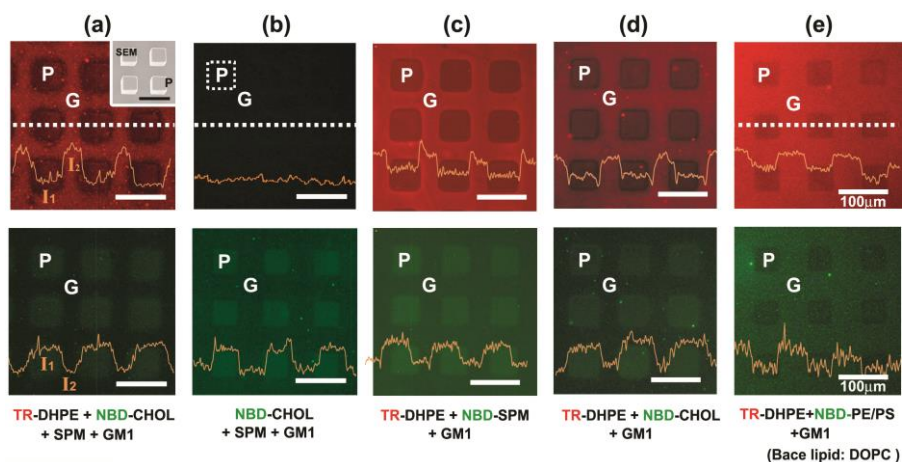 (a) (b) (c) (d) (e)
SEM
P
P
G
I2
I1
P
G
P
G
P
G
P
G
100μm
P
G
I1
I2
P
G
P
G
P
G
P
G
100μm
TR-DHPE + NBD-CHOL
+ SPM + GM1
NBD-CHOL
+ SPM + GM1
TR-DHPE + NBD-SPM
+ GM1
TR-DHPE + NBD-CHOL
+ GM1
TR-DHPE+NBD-PE/PS
+GM1
(Bace lipid: DOPC )